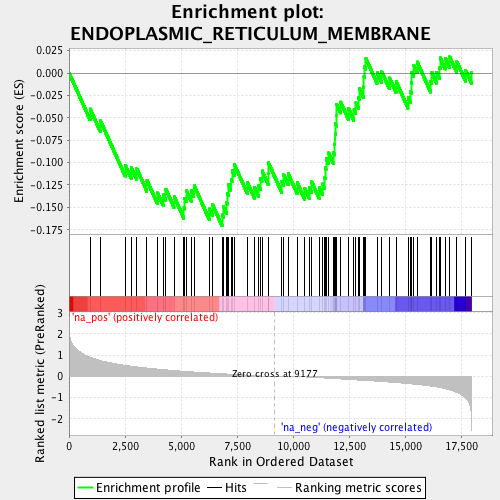 Enrichment plot:
ENDOPLASMIC_RETICULUM_MEMBRANE
Enrichment score (ES)
0.025
0.000
-0.025
-0.050
-0.075
-0.100
-0.125
-0.150
-0.175
'na_pos' (positively correlated)
Ranked list metric (PreRanked)
3
2
1
0
-1
-2
Zero cross at 9177
'na_neg' (negatively correlated)
0
2,500
5,000
7,500
10,000
12,500
15,000
17,500
Rank in Ordered Dataset
Enrichment profile
Hits
Ranking metric scores